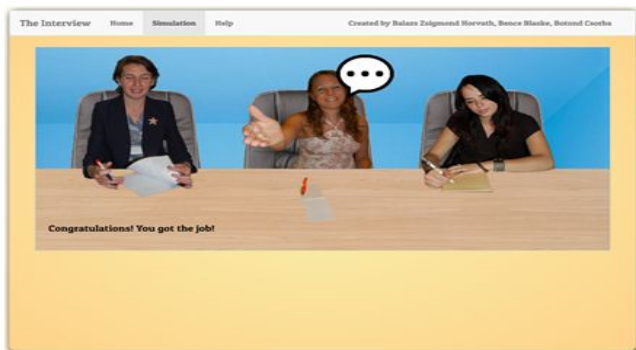 The Interview Home Simulation Help Created by Balazs Zsigmond Horvath, Bence Blaske, Botond Csorba
Congratulations! You got the job!